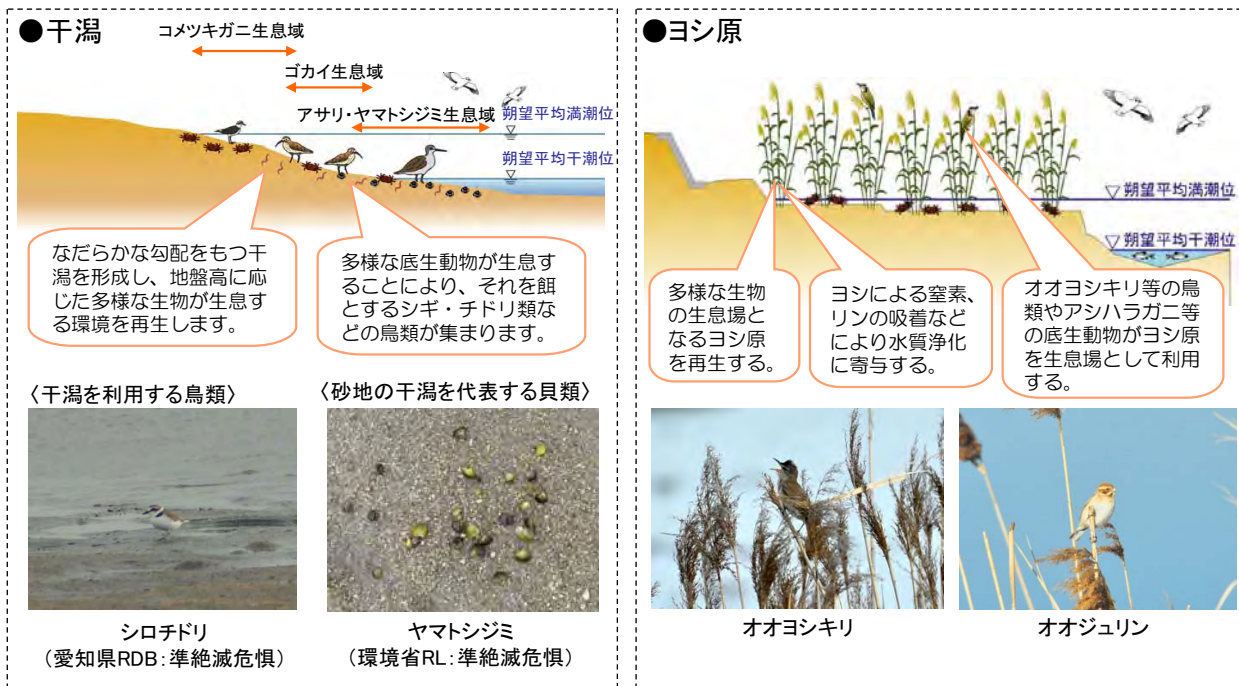 ●干潟
コメツキガニ生息域
ゴカイ生息域
アサリ・ヤマトシジミ生息域
朔望平均満潮位
朔望平均干潮位
なだらかな勾配をもつ干
潟を形成し、地盤高に応
じた多様な生物が生息す
る環境を再生します。
多様な底生動物が生息す
ることにより、それを餌
とするシギ・チドリ類な
どの鳥類が集まります。
〈干潟を利用する鳥類〉
〈砂地の干潟を代表する貝類〉
シロチドリ
（愛知県RDB：準絶滅危惧）
ヤマトシジミ
（環境省RL：準絶滅危惧）
●ヨシ原
朔望平均満潮位
朔望平均干潮位
多様な生物
の生息場と
なるヨシ原
を再生する。
ヨシによる窒素、
リンの吸着など
により水質浄化
に寄与する。
オオヨシキリ等の鳥
類やアシハラガニ等
の底生動物がヨシ原
を生息場として利用
する。
オオヨシキリ
オオジュリン